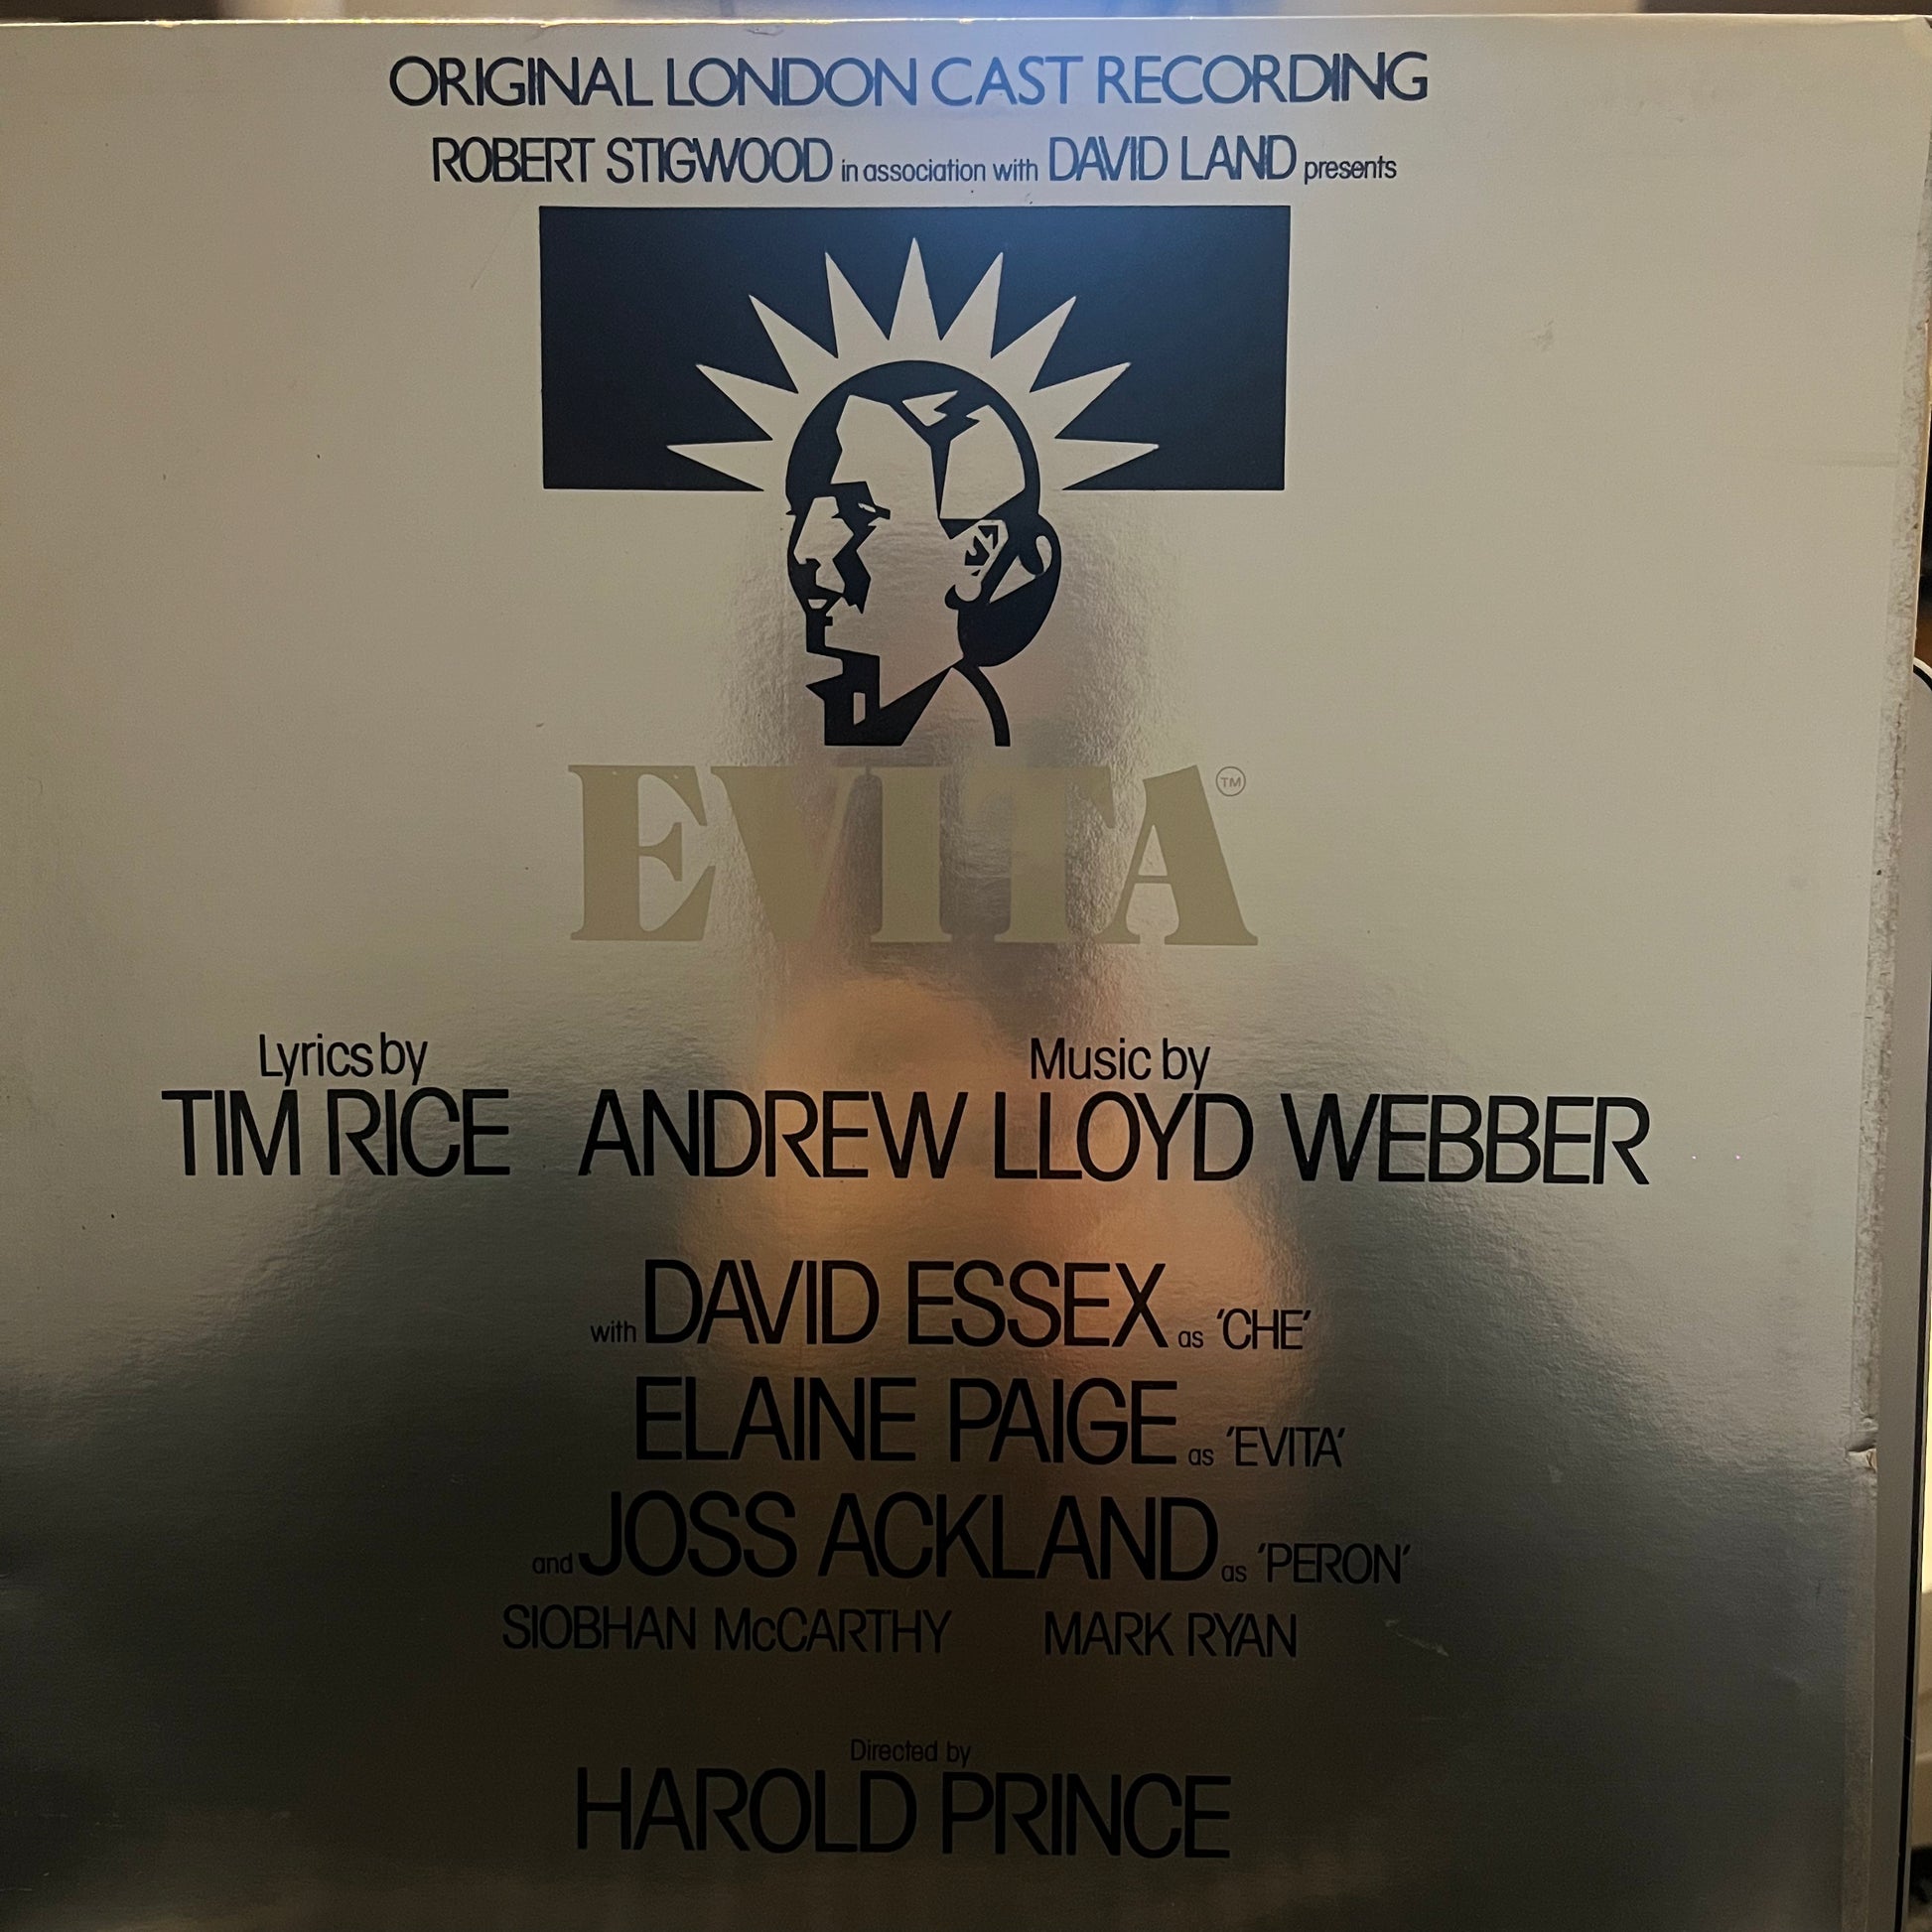 ORIGINAL LONDON CAST RECORDING
ROBERT STIGWOOD in association with DAVID LAND presents
EVITA TM
Lyrics by Music by
TIM RICE ANDREW LLOYD WEBBER
with DAVID ESSEX as ‘CHE’
ELAINE PAIGE as ‘EVITA’
and JOSS ACKLAND as ‘PERON’
SIOBHAN McCARTHY MARK RYAN
Directed by
HAROLD PRINCE